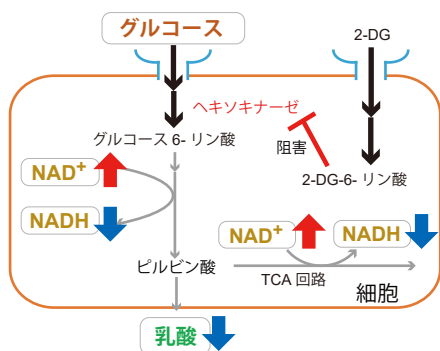 グルコース
2-DG
ヘキソキナーゼ
グルコース 6- リン酸
阻害
2-DG-6- リン酸
NAD+
NADH
NAD+
NADH
ピルビン酸
TCA 回路
細胞
乳酸